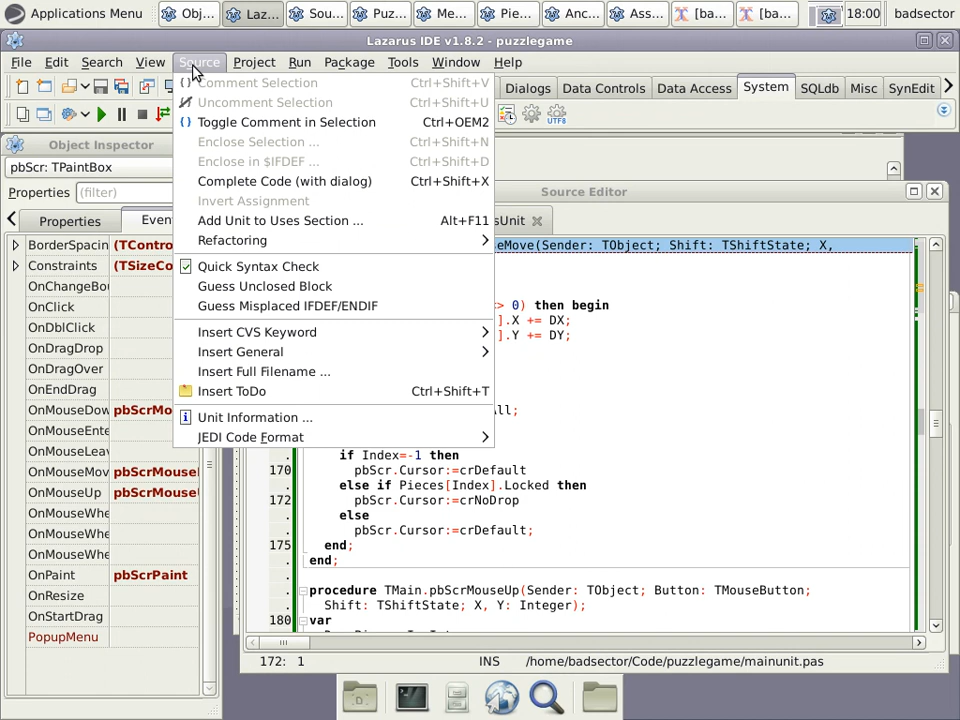 Applications Menu Obj... Laz... Sou... Puz... Me... Pie... Anc... Ass... [ba... [ba... 18:00 badsector
Lazarus IDE v1.8.2 - puzzlegame
File Edit Search View Source Project Run Package Tools Window Help
Dialogs Data Controls Data Access System SQLdb Misc SynEdit
UTF8
Comment Selection Ctrl+Shift+V
Uncomment Selection Ctrl+Shift+U
Toggle Comment in Selection Ctrl+OEM2
Enclose Selection ... Ctrl+Shift+N
Enclose in $IFDEF ... Ctrl+Shift+D
Complete Code (with dialog) Ctrl+Shift+X
Invert Assignment
Add Unit to Uses Section ... Alt+F11
Refactoring
Quick Syntax Check
Guess Unclosed Block
Guess Misplaced IFDEF/ENDIF
Insert CVS Keyword
Insert General
Insert Full Filename ...
Insert ToDo Ctrl+Shift+T
Unit Information ...
JEDI Code Format
Object Inspector
pbScr: TPaintBox
Properties (filter)
Properties Even
BorderSpacin (TContro
Constraints (TSizeCo
OnChangeBou
OnClick
OnDblClick
OnDragDrop
OnDragOver
OnEndDrag
OnMouseDow pbScrMo
OnMouseEnte
OnMouseLeav
OnMouseMov pbScrMouseM
OnMouseUp pbScrMouseU
OnMouseWhe
OnMouseWhe
OnMouseWhe
OnPaint pbScrPaint
OnResize
OnStartDrag
PopupMenu
Source Editor
sUnit
seMove(Sender: TObject; Shift: TShiftState; X,
<> 0) then begin
].X += DX;
].Y += DY;
ll;
if Index=-1 then
170 pbScr.Cursor:=crDefault
. else if Pieces[Index].Locked then
172 pbScr.Cursor:=crNoDrop
. else
. pbScr.Cursor:=crDefault;
175 end;
. end;
.
. procedure TMain.pbScrMouseUp(Sender: TObject; Button: TMouseButton;
. Shift: TShiftState; X, Y: Integer);
180 var
172: 1 INS /home/badsector/Code/puzzlegame/mainunit.pas